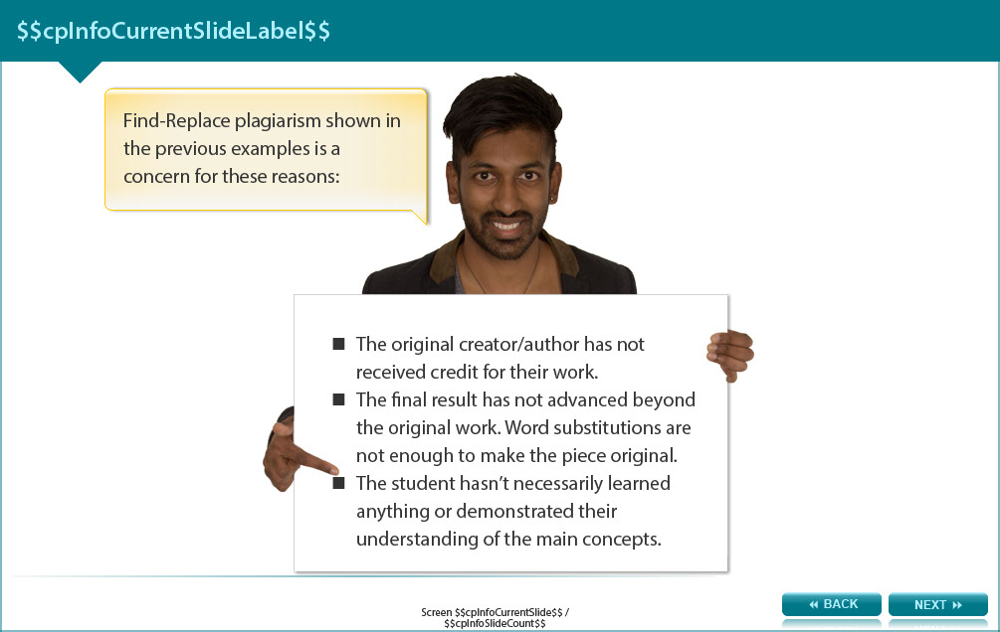 $$cpInfoCurrentSlideLabel$$
Find-Replace plagiarism shown in
the previous examples is a
concern for these reasons:
■ The original creator/author has not
received credit for their work.
■ The final result has not advanced beyond
the original work. Word substitutions are
not enough to make the piece original.
■ The student hasn’t necessarily learned
anything or demonstrated their
understanding of the main concepts.
Screen $$cpInfoCurrentSlide$$ /
$$cpInfoSlideCount$$
BACK
NEXT